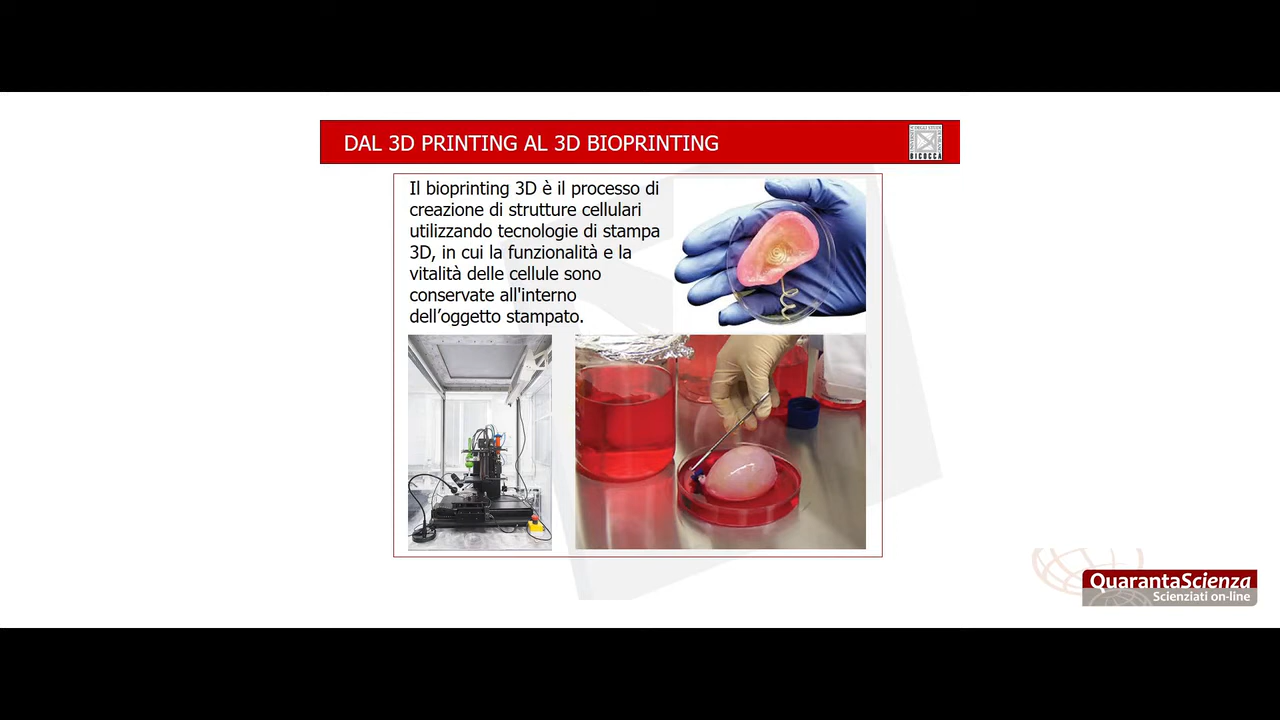 DAL 3D PRINTING AL 3D BIOPRINTING
BICOCCA
Il bioprinting 3D è il processo di
creazione di strutture cellulari
utilizzando tecnologie di stampa
3D, in cui la funzionalità e la
vitalità delle cellule sono
conservate all'interno
dell’oggetto stampato.
QuarantaScienza
Scienziati on-line